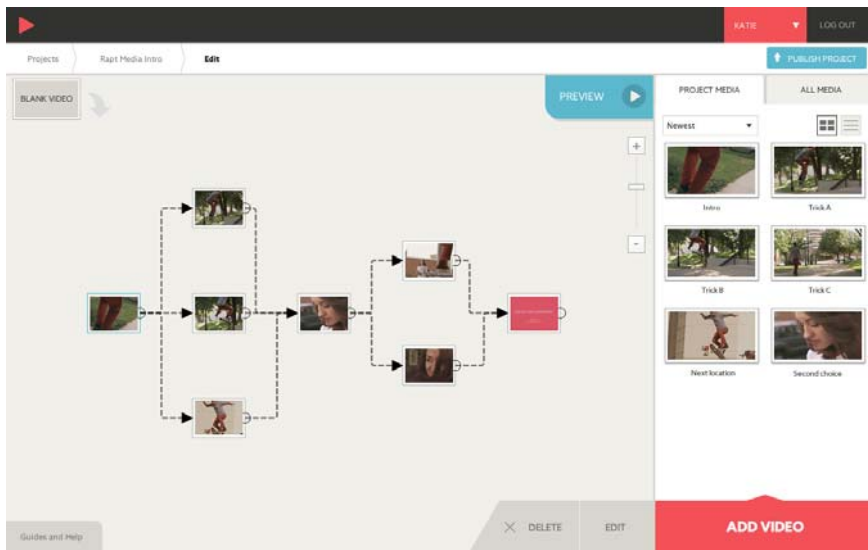 KATIE
LOG OUT
Projects
Rapt Media Intro
Edit
PUBLISH PROJECT
BLANK VIDEO
PREVIEW
PROJECT MEDIA
ALL MEDIA
Newest
+
-
Intro
Trick A
Trick B
Trick C
Next location
Second choice
Guides and Help
DELETE
EDIT
ADD VIDEO